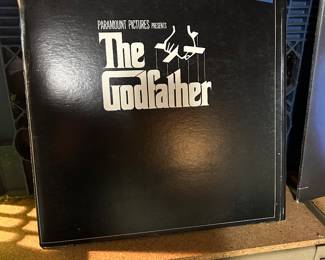 PARAMOUNT PICTURES PRESENTS
The
Godfather